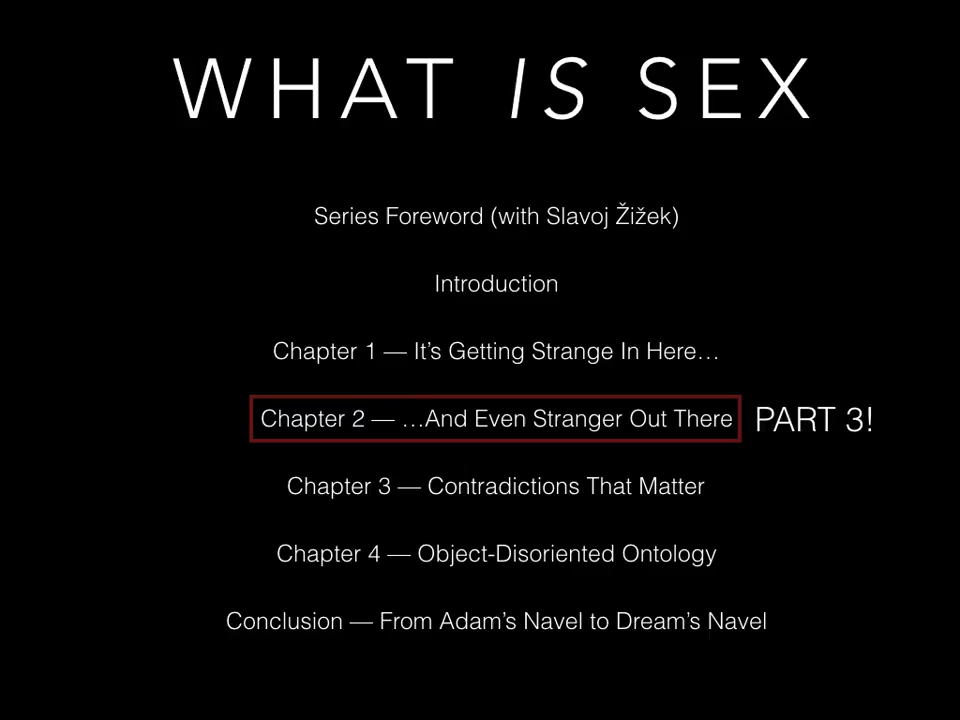 WHAT IS SEX
Series Foreword (with Slavoj Žižek)
Introduction
Chapter 1 — It’s Getting Strange In Here…
Chapter 2 — …And Even Stranger Out There PART 3!
Chapter 3 — Contradictions That Matter
Chapter 4 — Object-Disoriented Ontology
Conclusion — From Adam’s Navel to Dream’s Navel